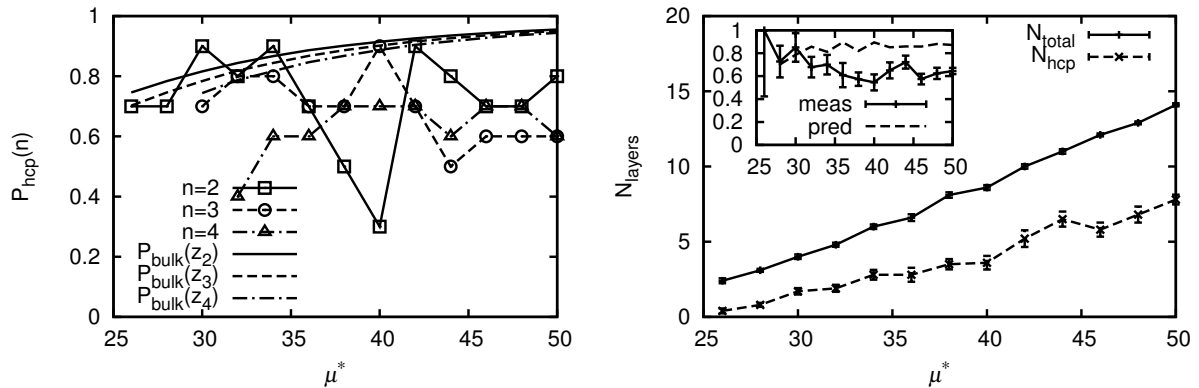 1
0.8
0.6
0.4
0.2
0
P_hcp(n)
n=2
n=3
n=4
P_bulk(z_2)
P_bulk(z_3)
P_bulk(z_4)
25 30 35 40 45 50
μ*
20
15
10
5
0
N_layers
N_total
N_hcp
1
0.8
0.6
0.4
0.2
0
meas
pred
25 30 35 40 45 50
25 30 35 40 45 50
μ*